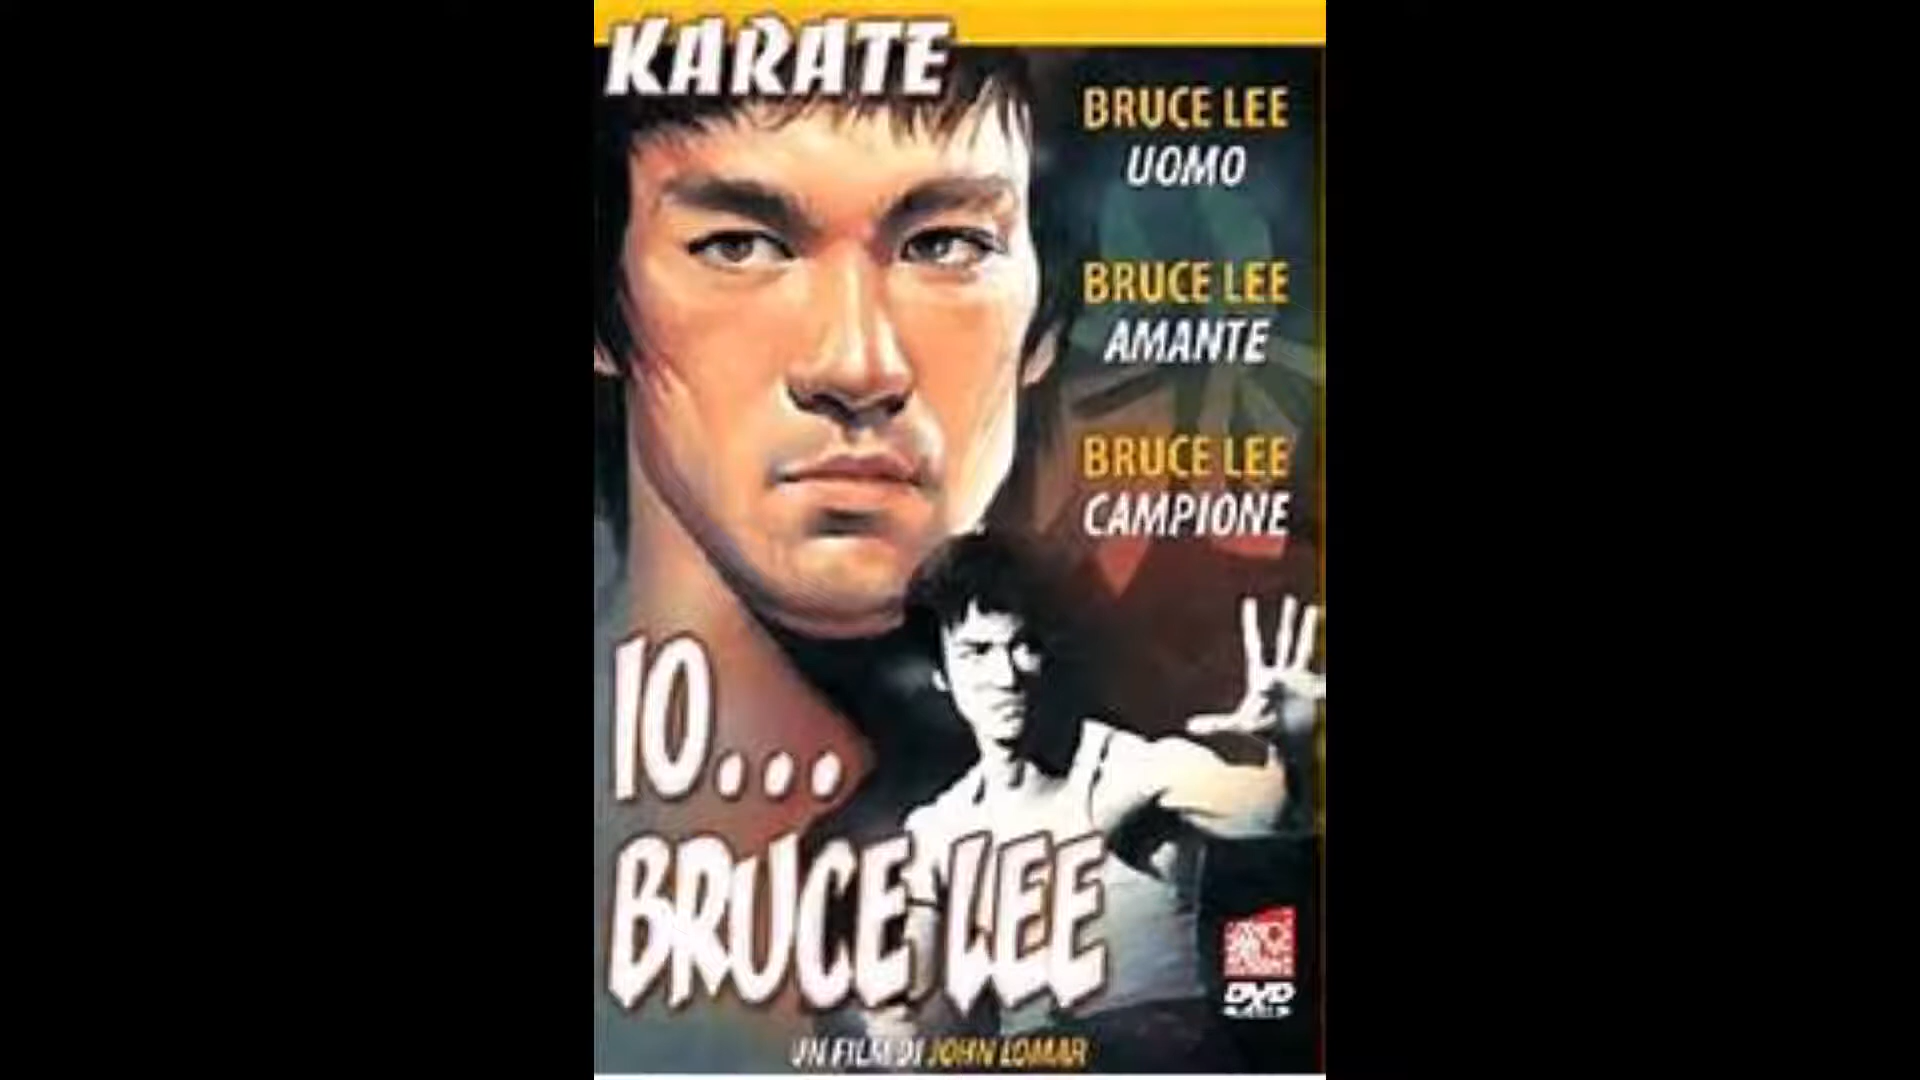 KARATE
BRUCE LEE
UOMO
BRUCE LEE
AMANTE
BRUCE LEE
CAMPIONE
IO...
BRUCE LEE
DVD
UN FILM DI JOHN LOMAR